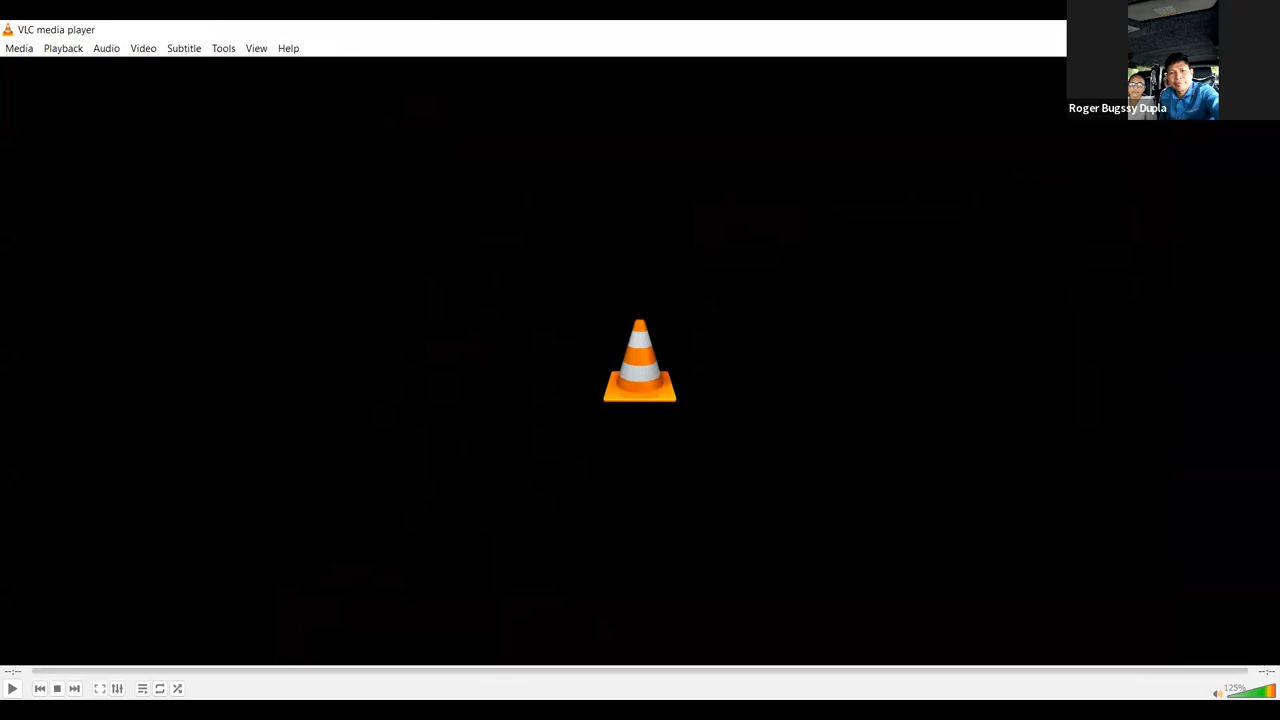 VLC media player
Media Playback Audio Video Subtitle Tools View Help
Roger Bugssy Dupla
--:-- --:--
125%